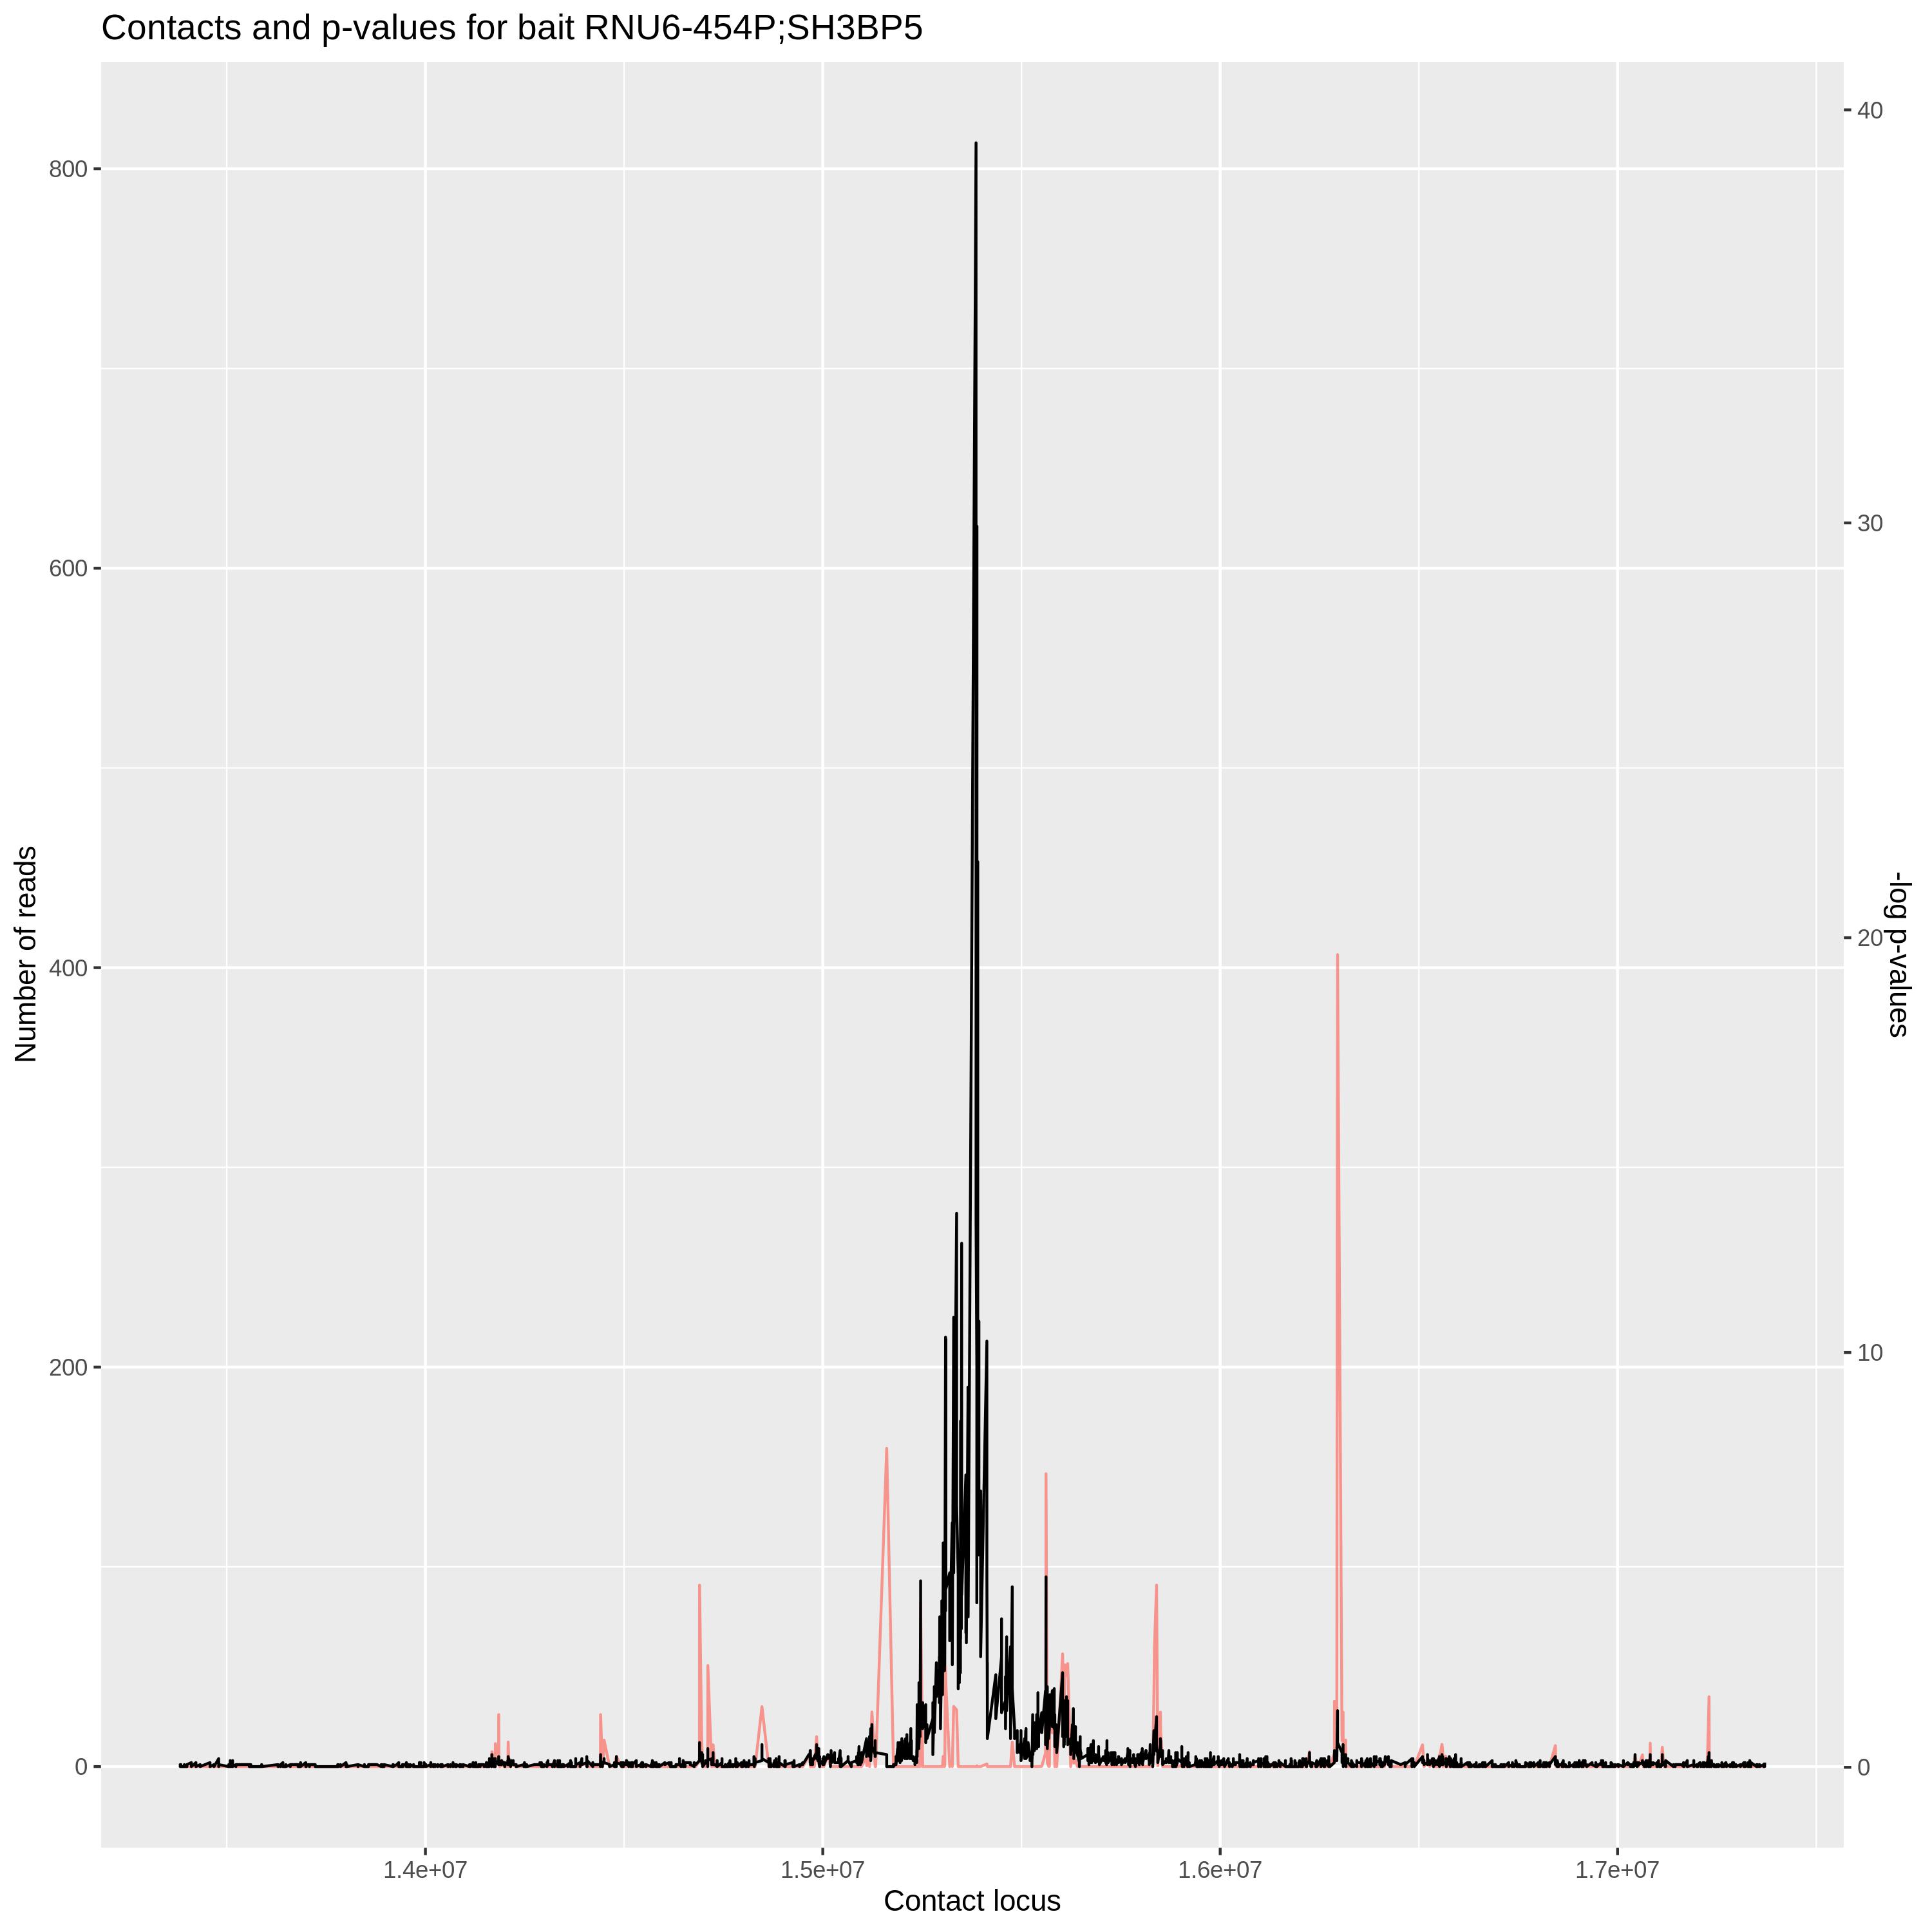 Contacts and p-values for bait RNU6-454P;SH3BP5
800
600
400
200
0
Number of reads
40
30
20
10
0
-log p-values
1.4e+07
1.5e+07
1.6e+07
1.7e+07
Contact locus